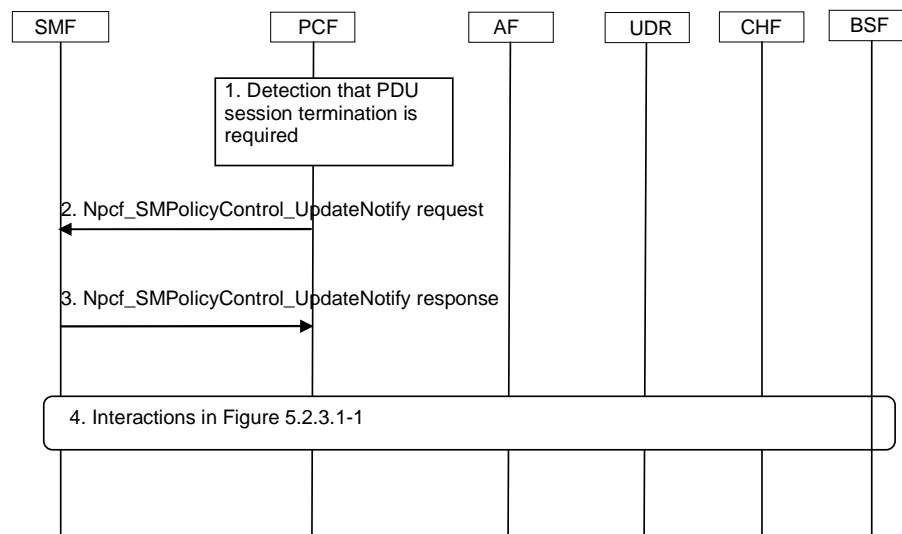 SMF
PCF
AF
UDR
CHF
BSF
1. Detection that PDU
session termination is
required
2. Npcf_SMPolicyControl_UpdateNotify request
3. Npcf_SMPolicyControl_UpdateNotify response
4. Interactions in Figure 5.2.3.1-1